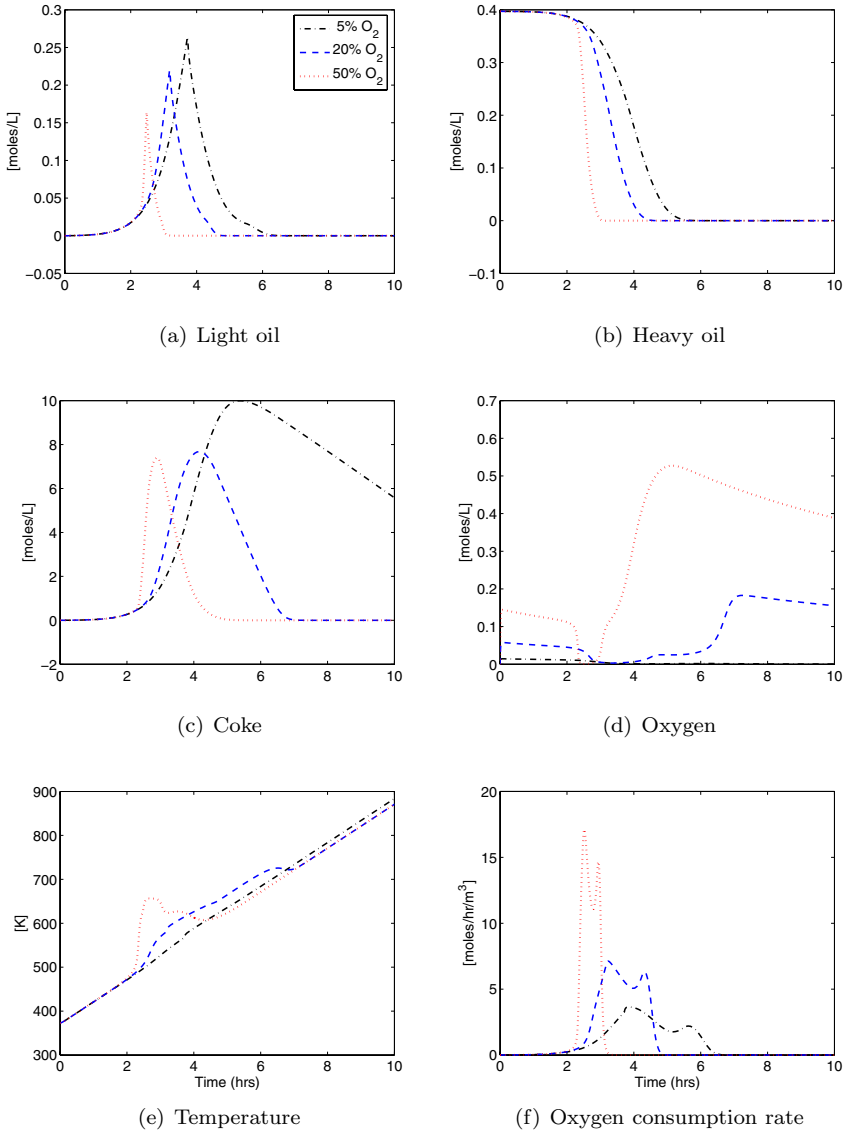 0.3
0.25
0.2
0.15
0.1
0.05
0
−0.05
[moles/L]
0 2 4 6 8 10
5% O2
20% O2
50% O2
(a) Light oil
0.4
0.3
0.2
0.1
0
−0.1
[moles/L]
0 2 4 6 8 10
(b) Heavy oil
10
8
6
4
2
0
−2
[moles/L]
0 2 4 6 8 10
(c) Coke
0.7
0.6
0.5
0.4
0.3
0.2
0.1
0
[moles/L]
0 2 4 6 8 10
(d) Oxygen
900
800
700
600
500
400
300
[K]
0 2 4 6 8 10
Time (hrs)
(e) Temperature
20
15
10
5
0
[moles/hr/m³]
0 2 4 6 8 10
Time (hrs)
(f) Oxygen consumption rate